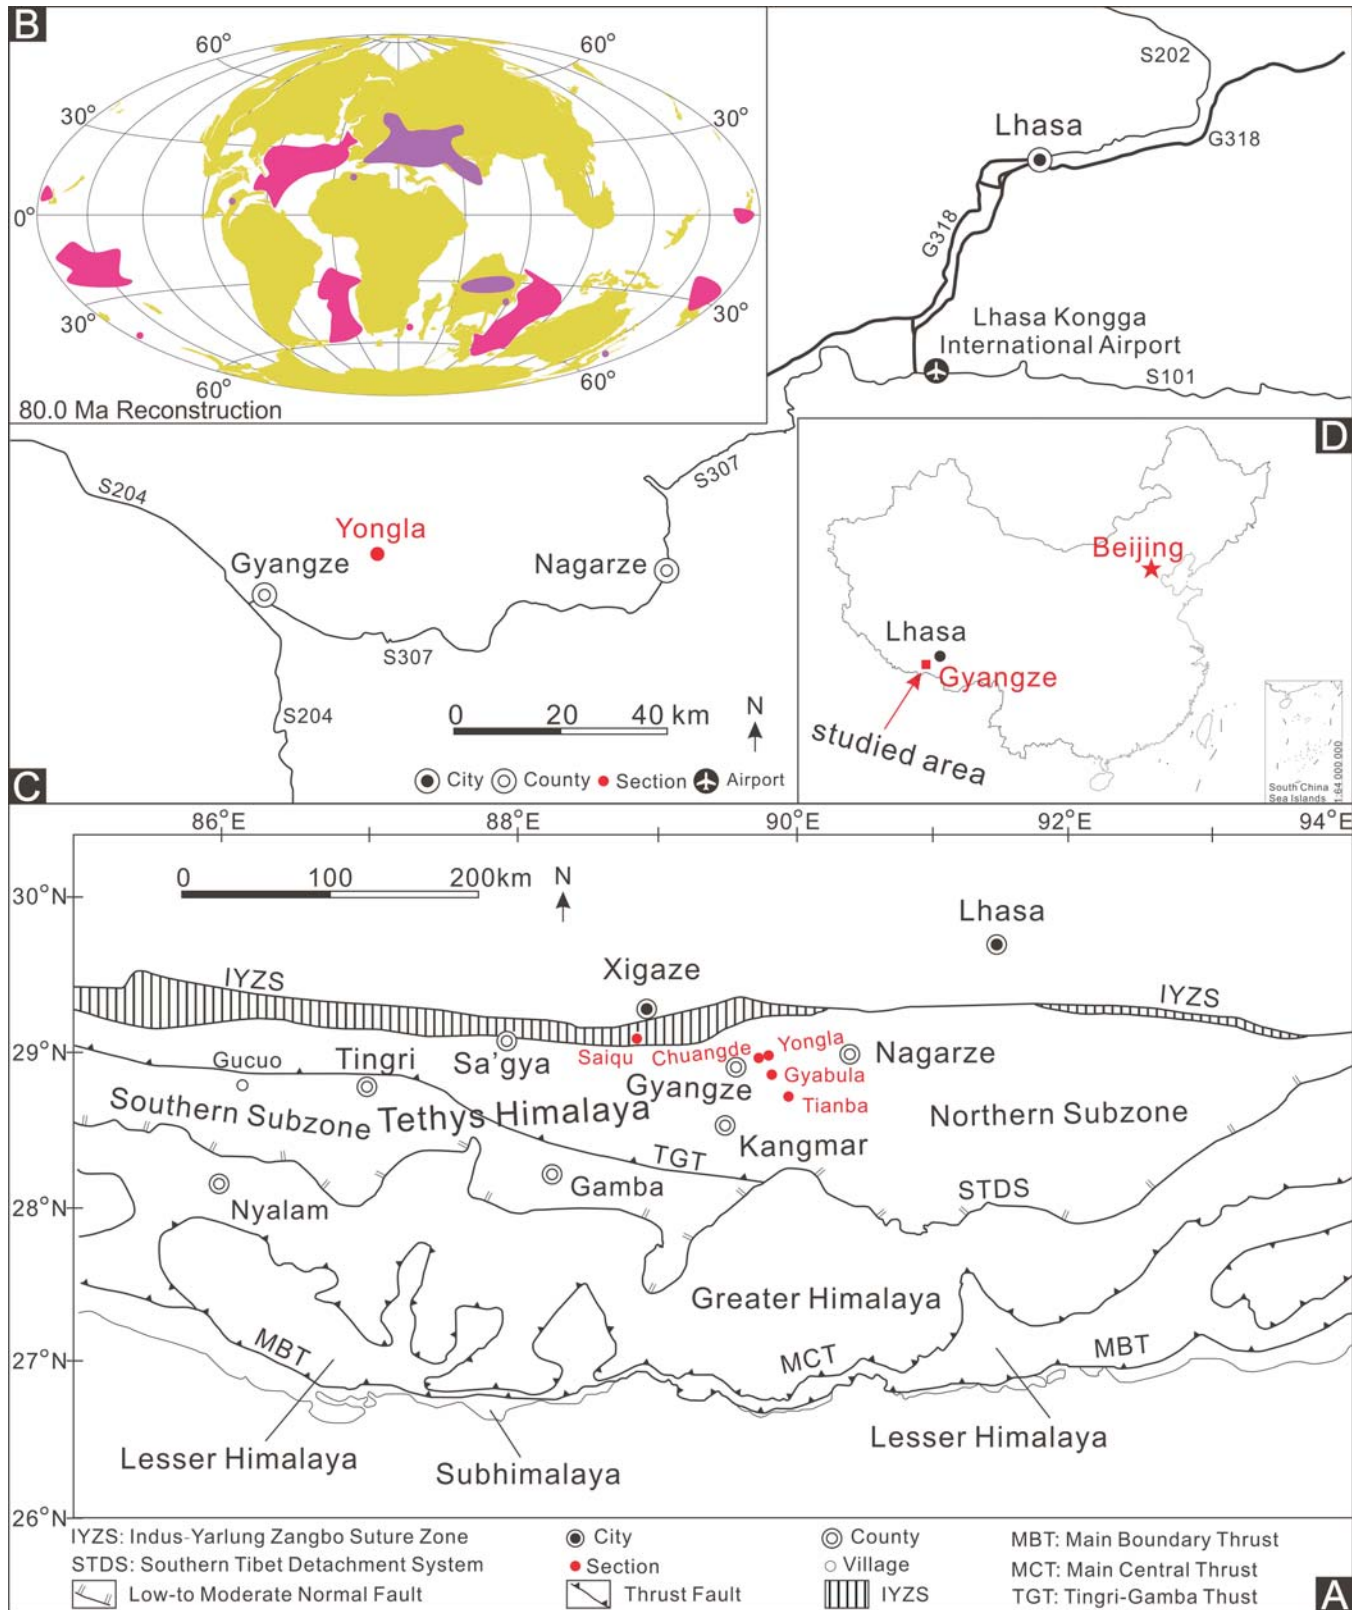 B
60°
60°
30°
30°
0°
0°
30°
30°
60°
60°
80.0 Ma Reconstruction
S202
Lhasa
G318
G318
Lhasa Kongga
International Airport
S101
S307
S204
Yongla
Gyangze
Nagarze
S307
S204
0 20 40 km
N
City County Section Airport
C
D
Beijing
Lhasa
Gyangze
studied area
South China
Sea Islands
1:64.000.000
86°E 88°E 90°E 92°E 94°E
0 100 200km
N
30°N
Lhasa
IYZS
Xigaze
IYZS
29°N
Gucuo
Tingri
Sa'gya
Saiqu
Chuangde
Yongla
Nagarze
Gyangze
Gyabula
Tianba
Southern Subzone
Tethys Himalaya
Northern Subzone
Kangmar
TGT
Gamba
STDS
28°N
Nyalam
Greater Himalaya
MBT
MCT
MBT
27°N
Lesser Himalaya
Subhimalaya
Lesser Himalaya
26°N
IYZS: Indus-Yarlung Zangbo Suture Zone
City
County
MBT: Main Boundary Thrust
STDS: Southern Tibet Detachment System
Section
Village
MCT: Main Central Thrust
Low-to Moderate Normal Fault
Thrust Fault
IYZS
TGT: Tingri-Gamba Thust
A